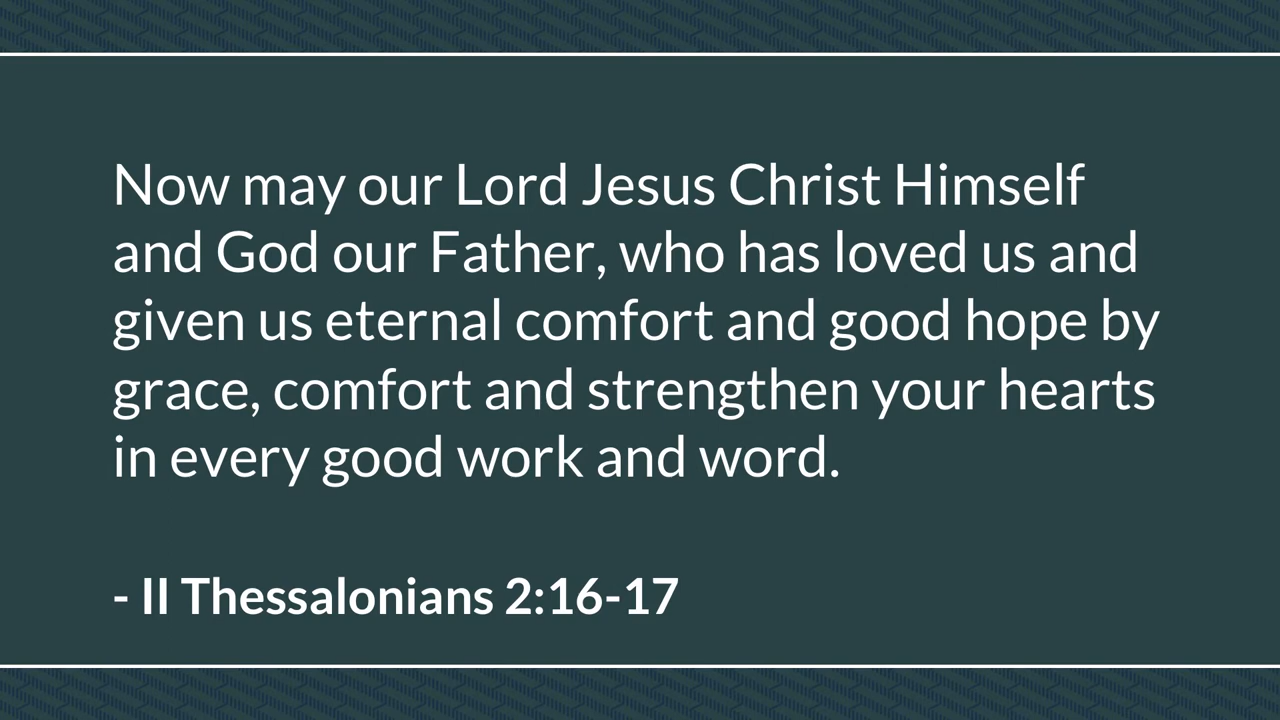 Now may our Lord Jesus Christ Himself
and God our Father, who has loved us and
given us eternal comfort and good hope by
grace, comfort and strengthen your hearts
in every good work and word.
- II Thessalonians 2:16-17